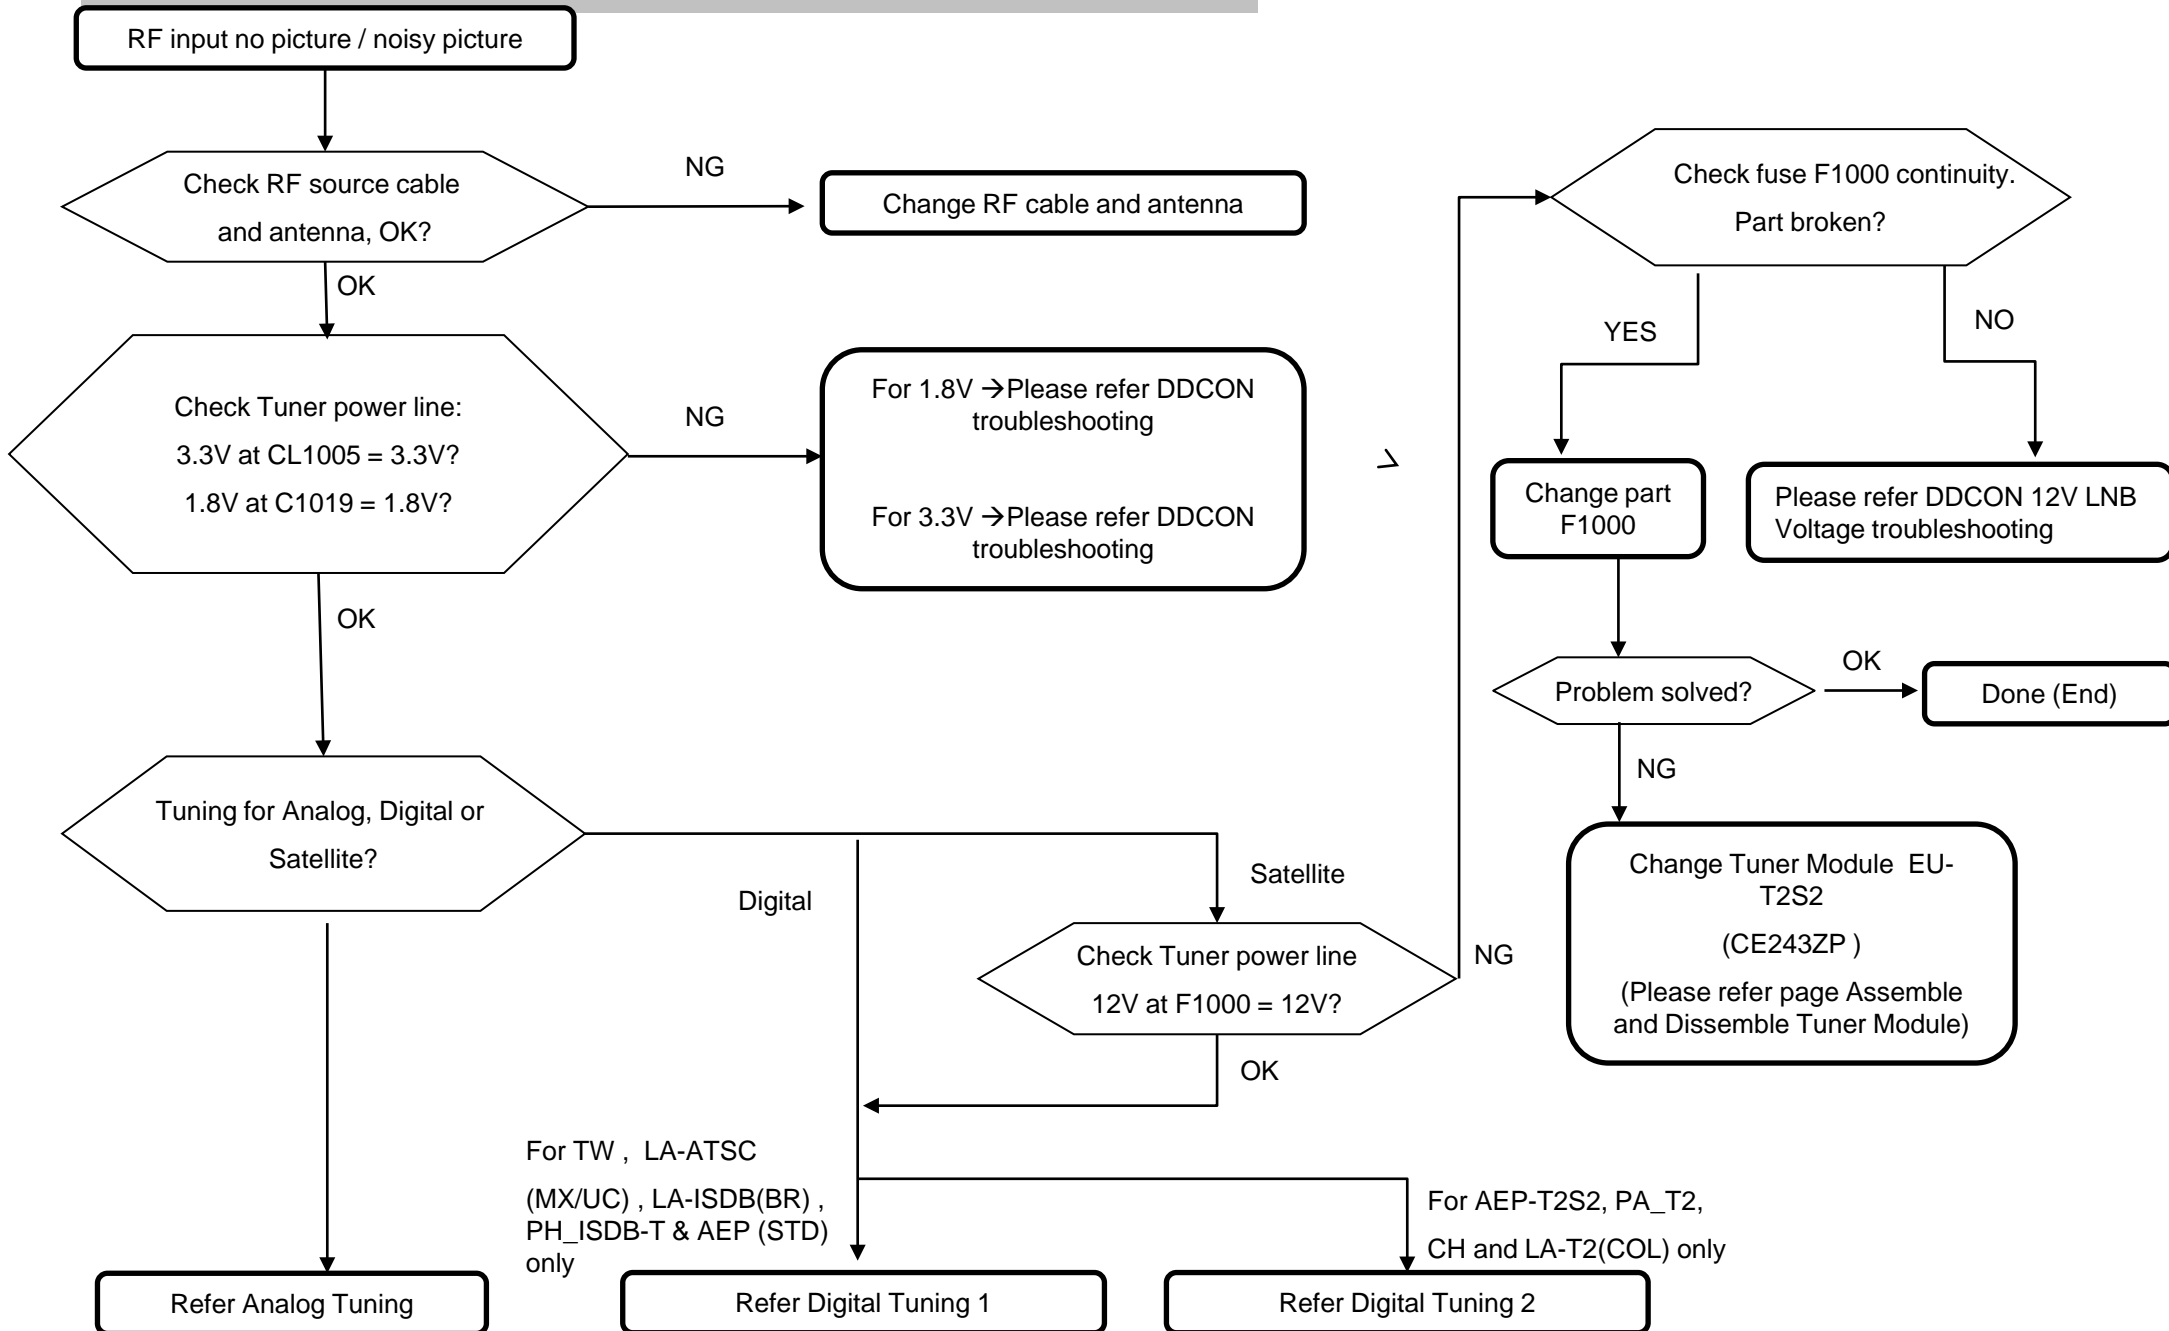 RF input no picture / noisy picture
Check RF source cable
and antenna, OK?
NG
Change RF cable and antenna
OK
Check Tuner power line:
3.3V at CL1005 = 3.3V?
1.8V at C1019 = 1.8V?
NG
For 1.8V →Please refer DDCON
troubleshooting
For 3.3V →Please refer DDCON
troubleshooting
OK
Tuning for Analog, Digital or
Satellite?
Digital
Satellite
Check Tuner power line
12V at F1000 = 12V?
NG
OK
Check fuse F1000 continuity.
Part broken?
YES
NO
Change part
F1000
Please refer DDCON 12V LNB
Voltage troubleshooting
Problem solved?
OK
Done (End)
NG
Change Tuner Module EU-
T2S2
(CE243ZP )
(Please refer page Assemble
and Dissemble Tuner Module)
For TW , LA-ATSC
(MX/UC) , LA-ISDB(BR) ,
PH_ISDB-T & AEP (STD)
only
For AEP-T2S2, PA_T2,
CH and LA-T2(COL) only
Refer Analog Tuning
Refer Digital Tuning 1
Refer Digital Tuning 2